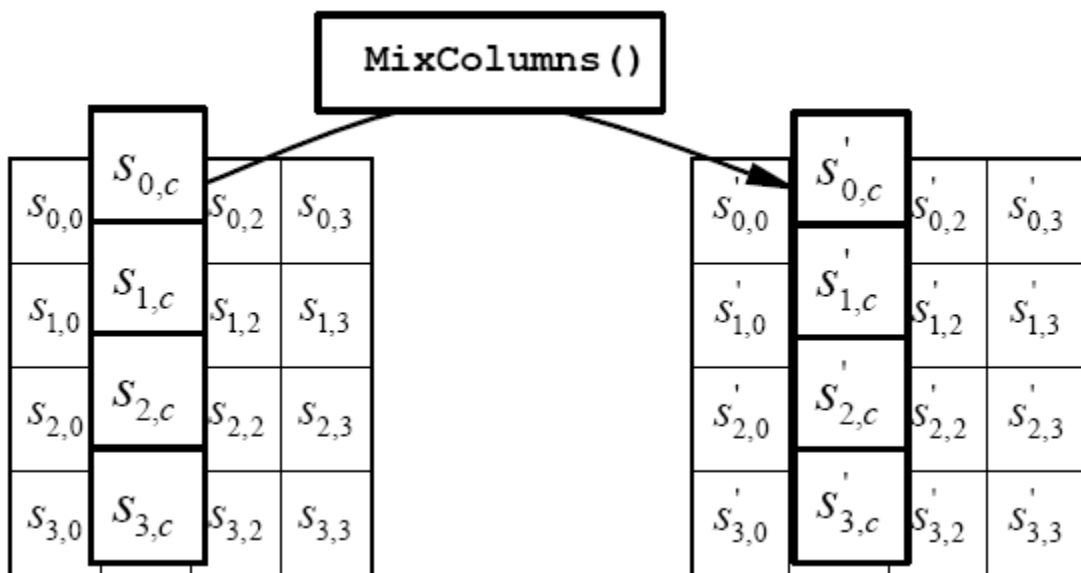 MixColumns()
S0,c S'0,c
S0,0 S0,2 S0,3 S'0,0 S'0,2 S'0,3
S1,c S'1,c
S1,0 S1,2 S1,3 S'1,0 S'1,2 S'1,3
S2,c S'2,c
S2,0 S2,2 S2,3 S'2,0 S'2,2 S'2,3
S3,c S'3,c
S3,0 S3,2 S3,3 S'3,0 S'3,2 S'3,3